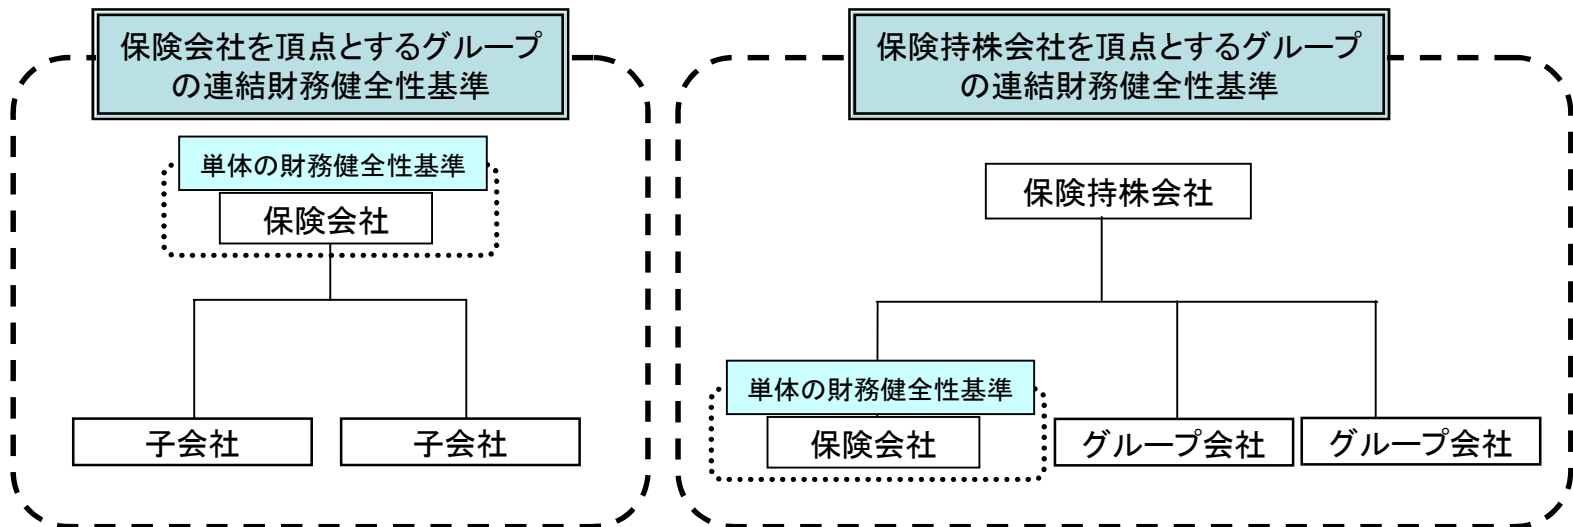 保険会社を頂点とするグループ
の連結財務健全性基準
単体の財務健全性基準
保険会社
子会社
子会社
保険持株会社を頂点とするグループ
の連結財務健全性基準
保険持株会社
単体の財務健全性基準
保険会社
グループ会社
グループ会社